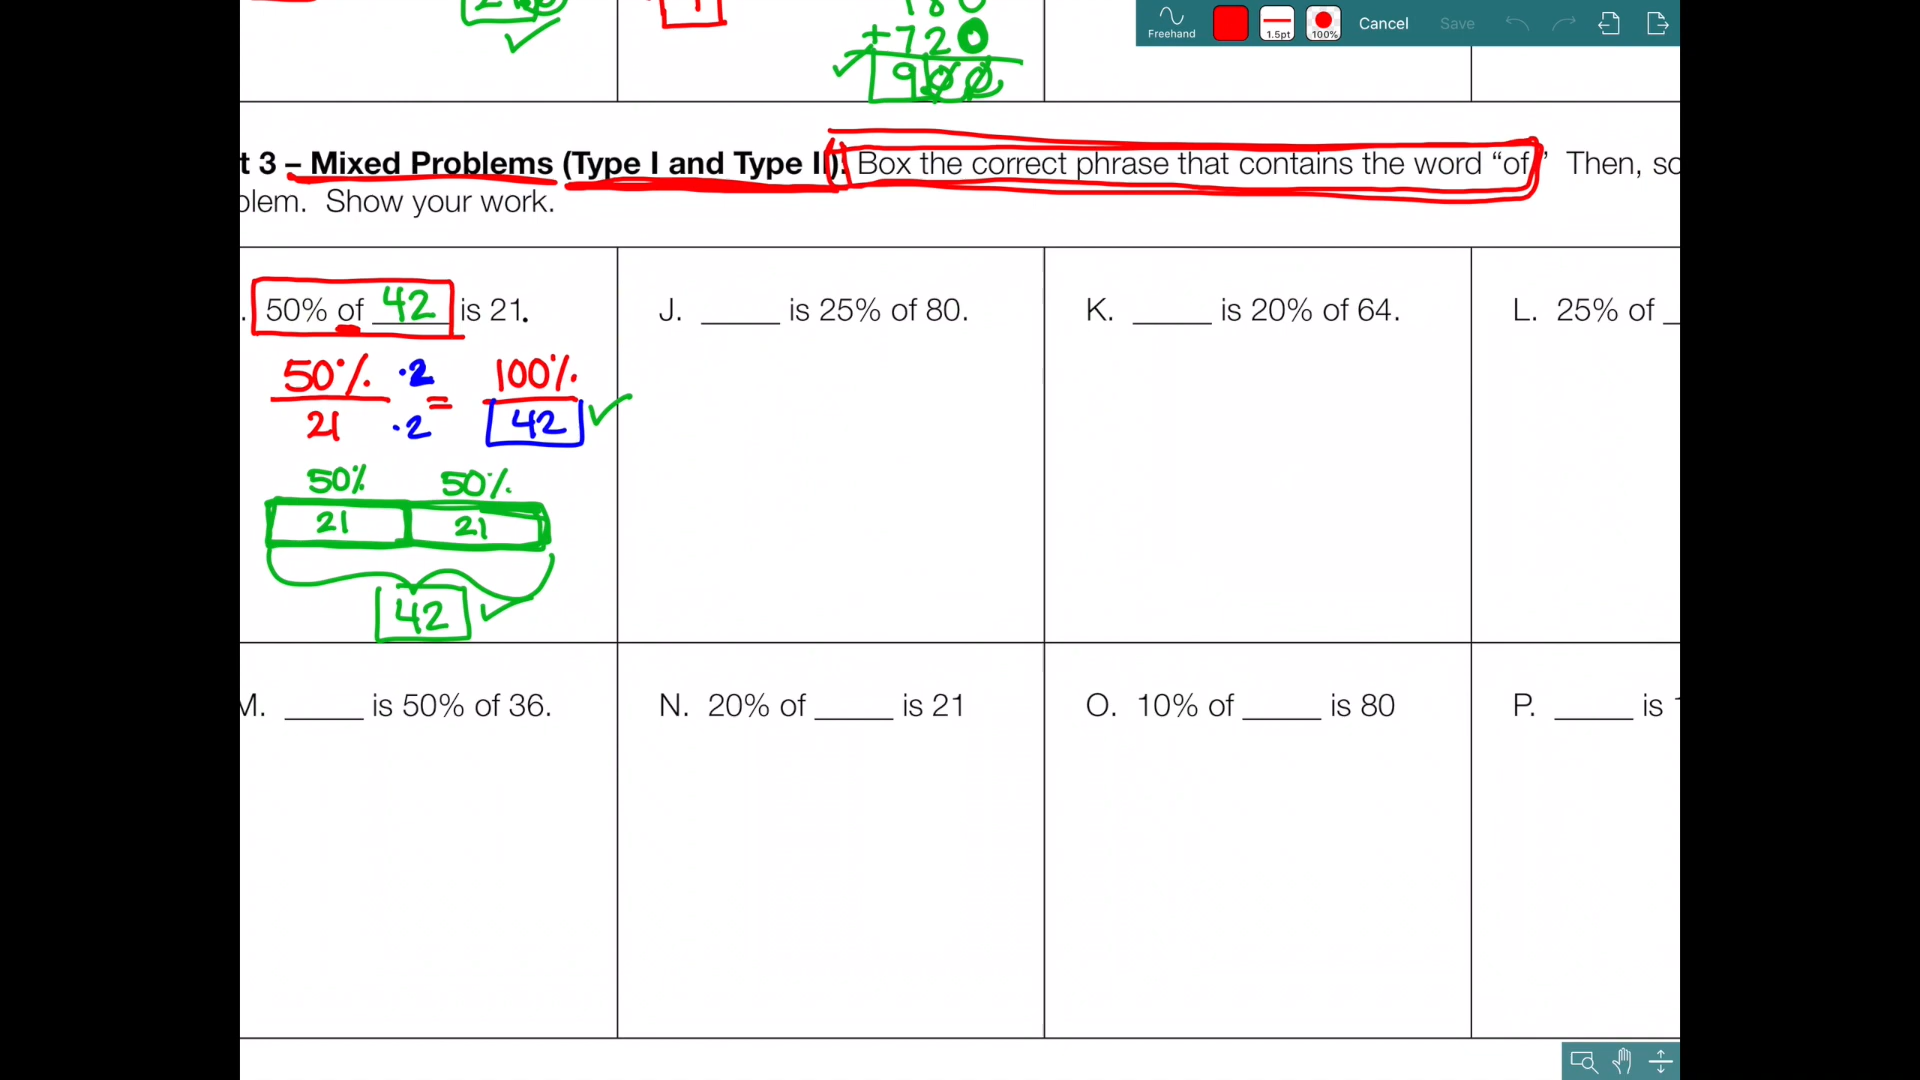 Freehand 1.5pt 100% Cancel Save
+720
900
t 3 – Mixed Problems (Type I and Type II). Box the correct phrase that contains the word “of.” Then, so
blem. Show your work.
. 50% of 42 is 21.
50% ·2 = 100%
21 ·2 42
50% 50%
21 21
42
J. _____ is 25% of 80.
K. _____ is 20% of 64.
L. 25% of _
M. _____ is 50% of 36.
N. 20% of _____ is 21
O. 10% of _____ is 80
P. _____ is